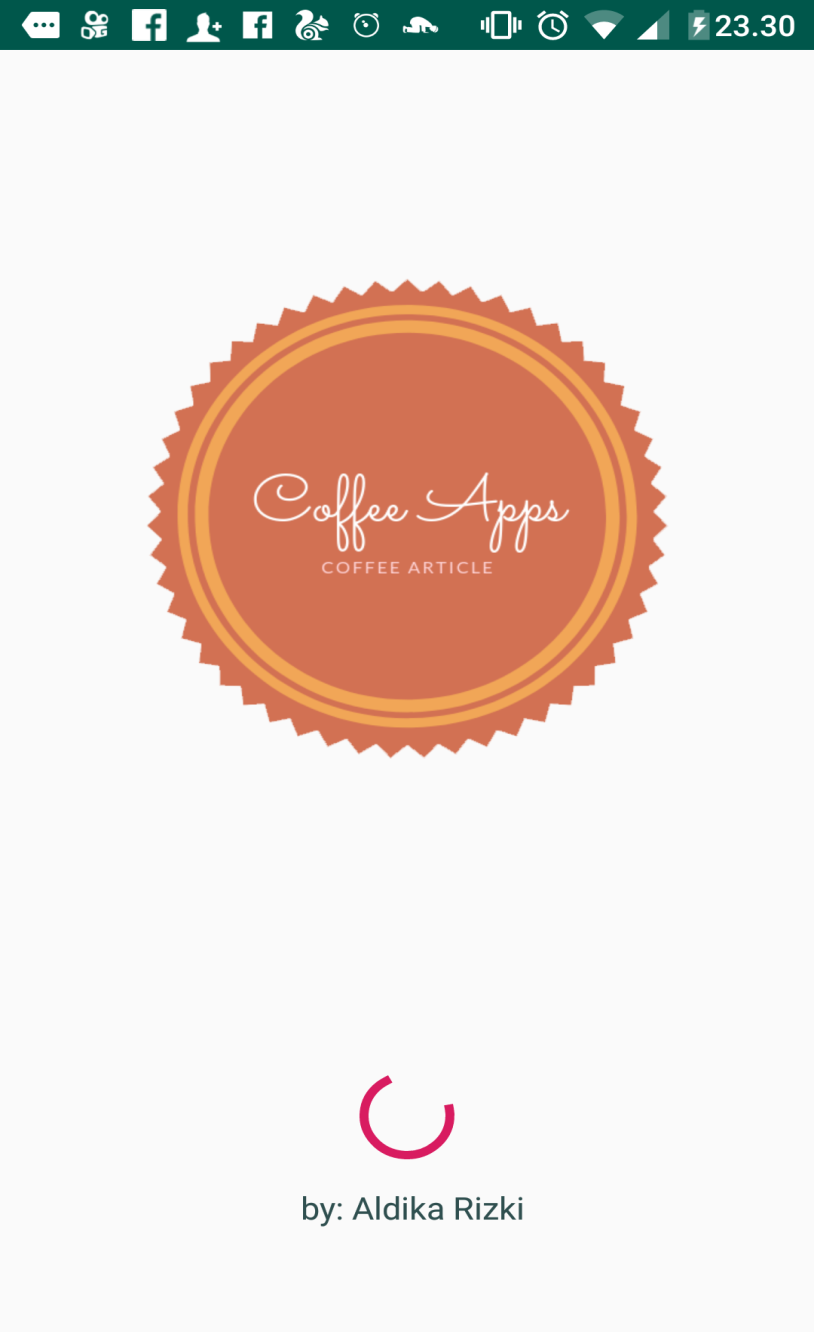 23.30
Coffee Apps
COFFEE ARTICLE
by: Aldika Rizki